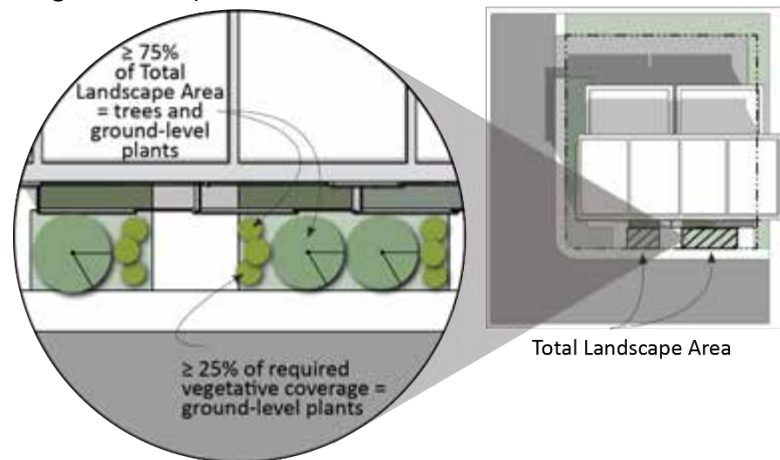 ≥ 75%
of Total
Landscape Area
= trees and
ground-level
plants
≥ 25% of required
vegetative coverage =
ground-level plants
Total Landscape Area